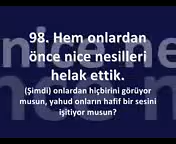 98. Hem onlardan
önce nice nesilleri
helak ettik.
(Şimdi) onlardan hiçbirini görüyor
musun, yahud onların hafif bir sesini
işitiyor musun?